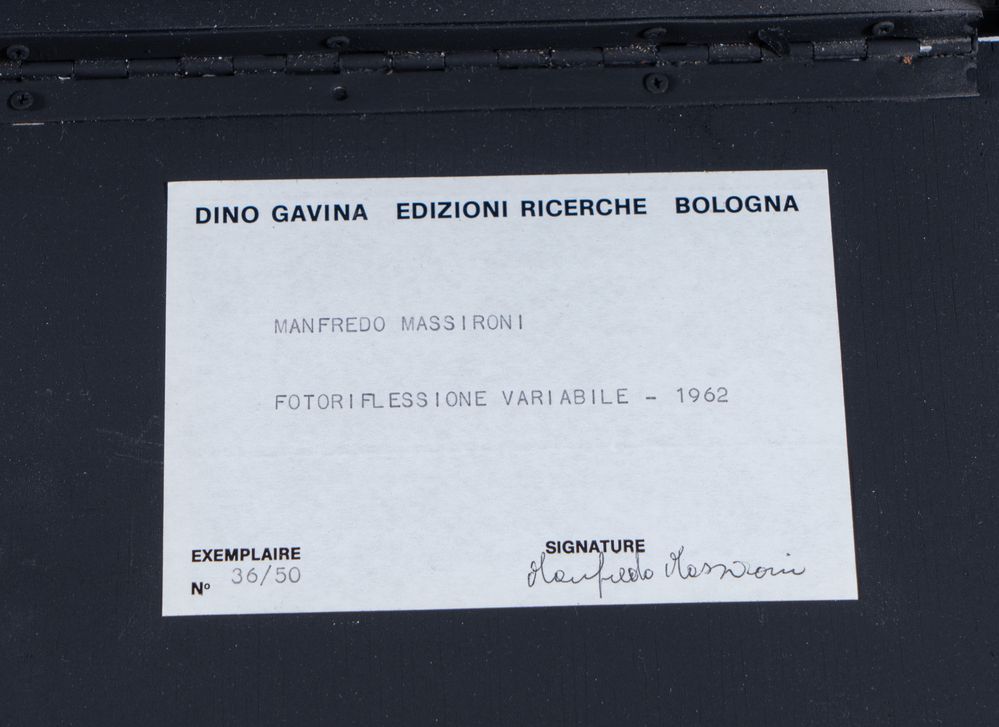 DINO GAVINA EDIZIONI RICERCHE BOLOGNA
MANFREDO MASSIRONI
FOTORIFLESSIONE VARIABILE - 1962
EXEMPLAIRE
Nº 36/50
SIGNATURE
Manfredo Massironi